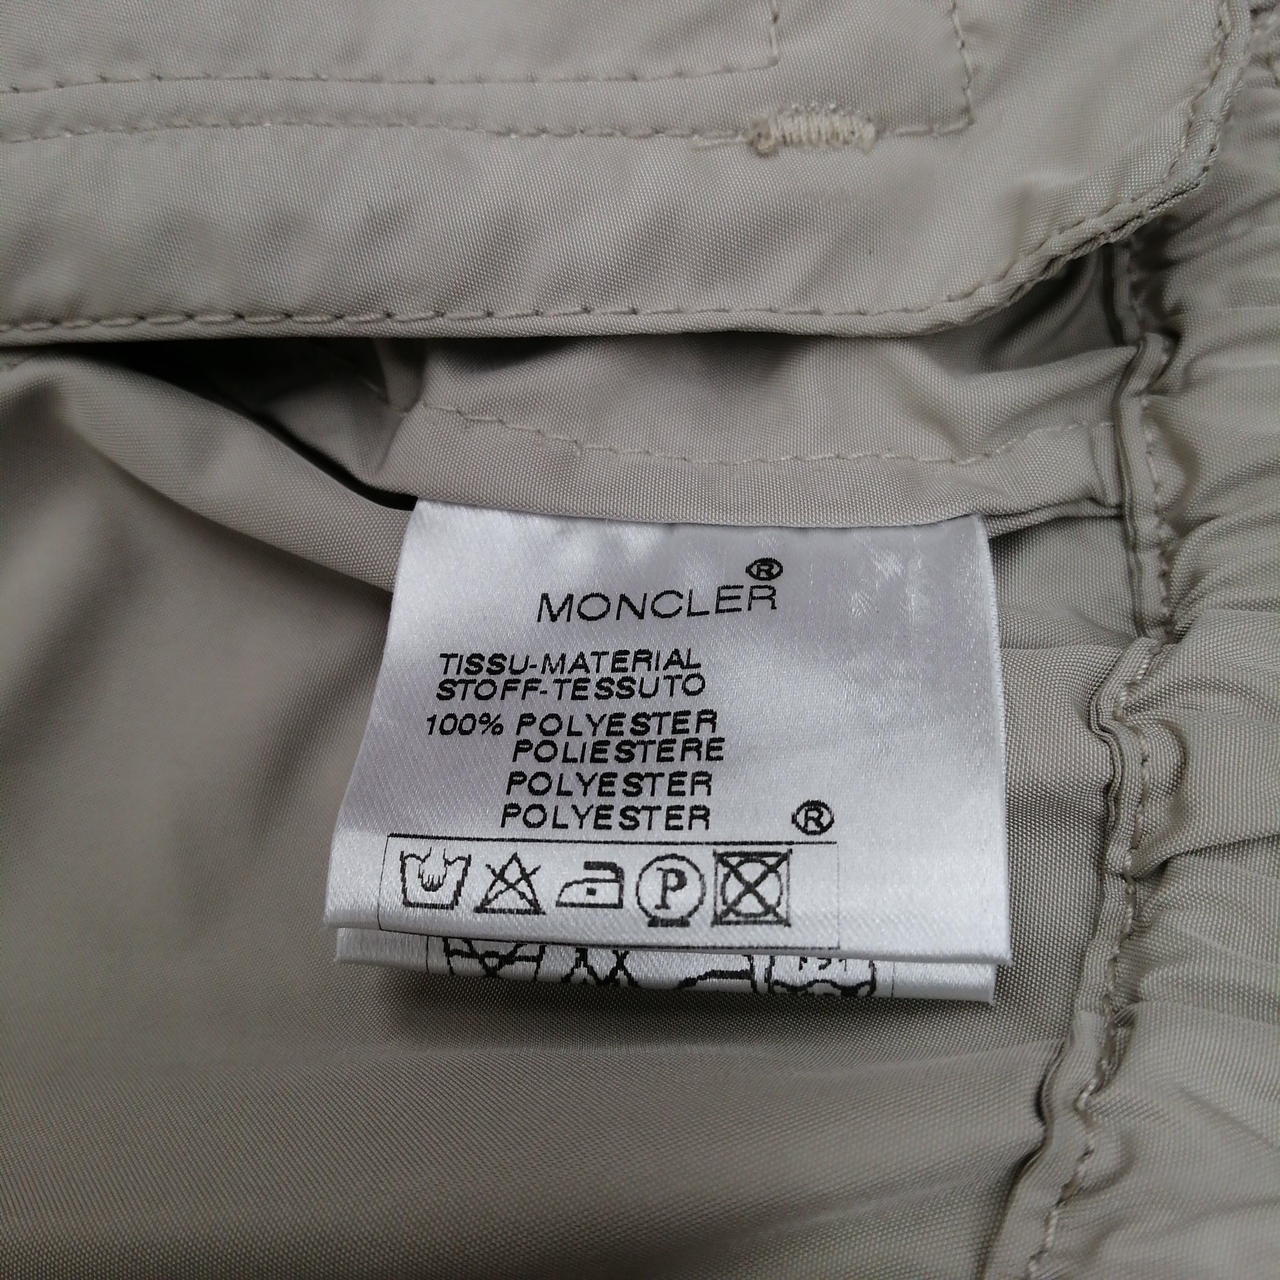 MONCLER®
TISSU-MATERIAL
STOFF-TESSUTO
100% POLYESTER
POLIESTERE
POLYESTER
POLYESTER ®
P